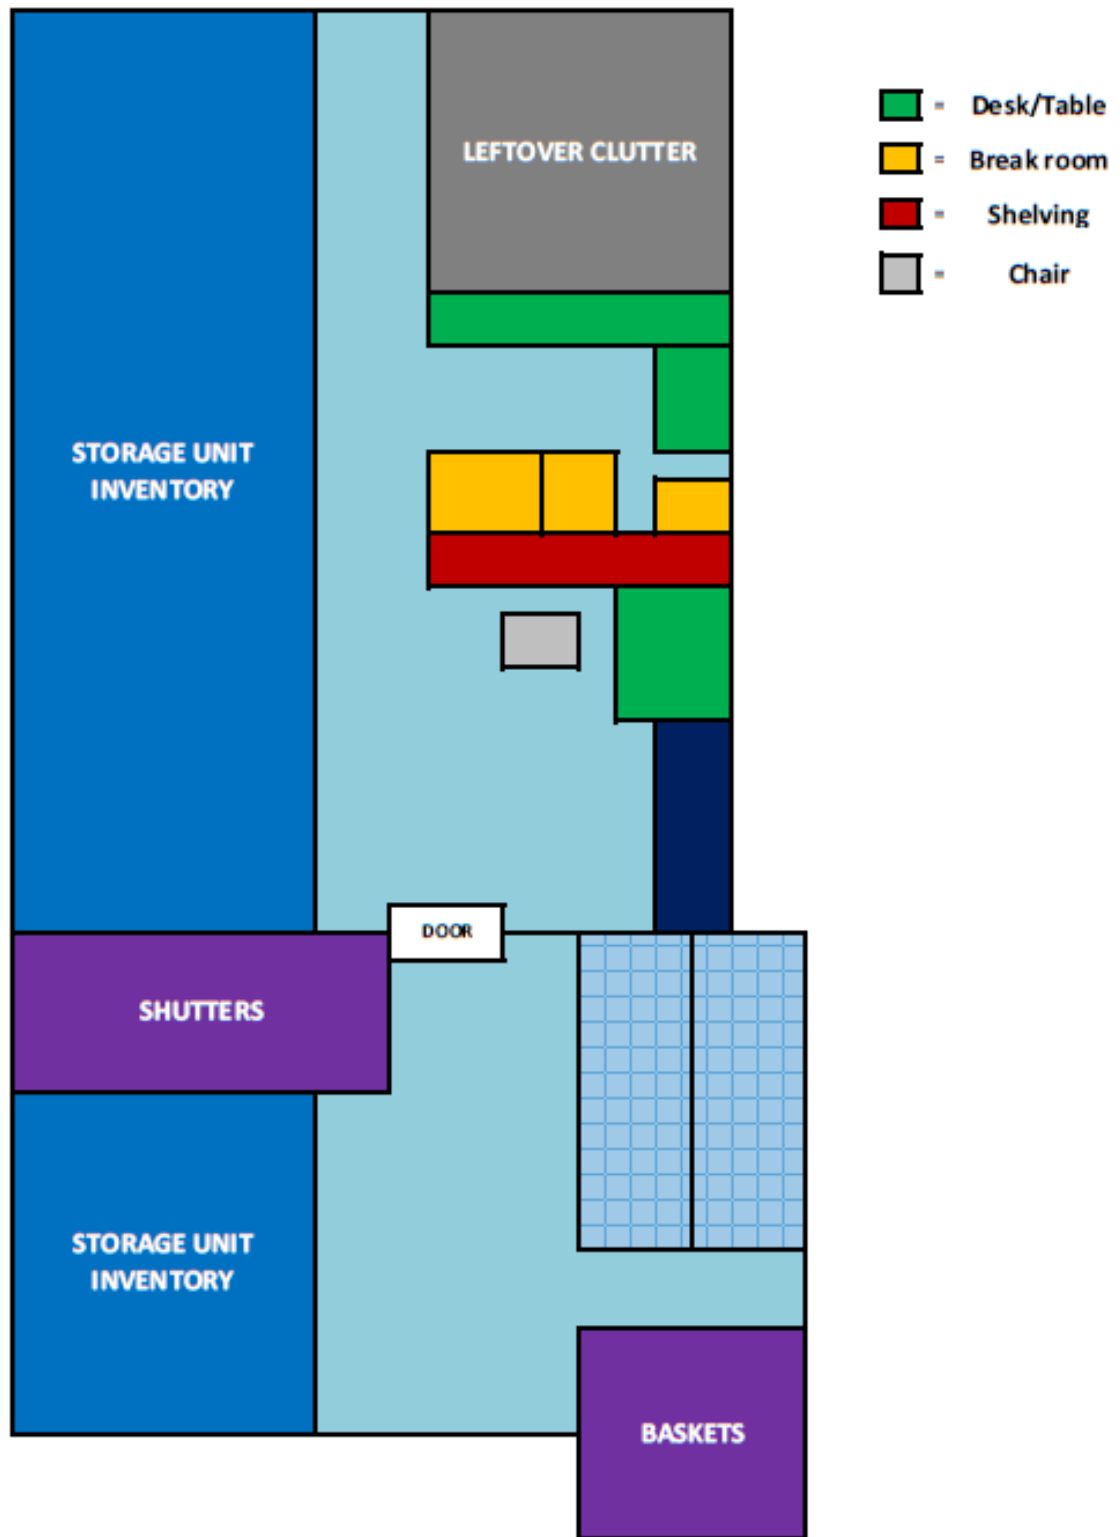 LEFTOVER CLUTTER
= Desk/Table
= Break room
= Shelving
= Chair
STORAGE UNIT
INVENTORY
DOOR
SHUTTERS
STORAGE UNIT
INVENTORY
BASKETS